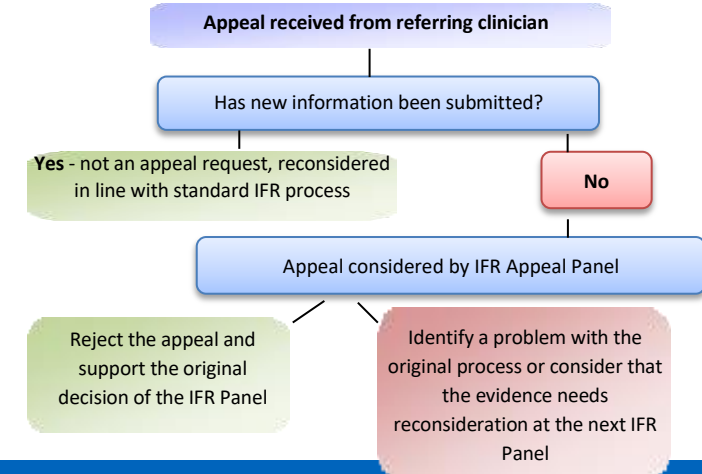 Appeal received from referring clinician
Has new information been submitted?
Yes - not an appeal request, reconsidered
in line with standard IFR process
No
Appeal considered by IFR Appeal Panel
Reject the appeal and
support the original
decision of the IFR Panel
Identify a problem with the
original process or consider that
the evidence needs
reconsideration at the next IFR
Panel